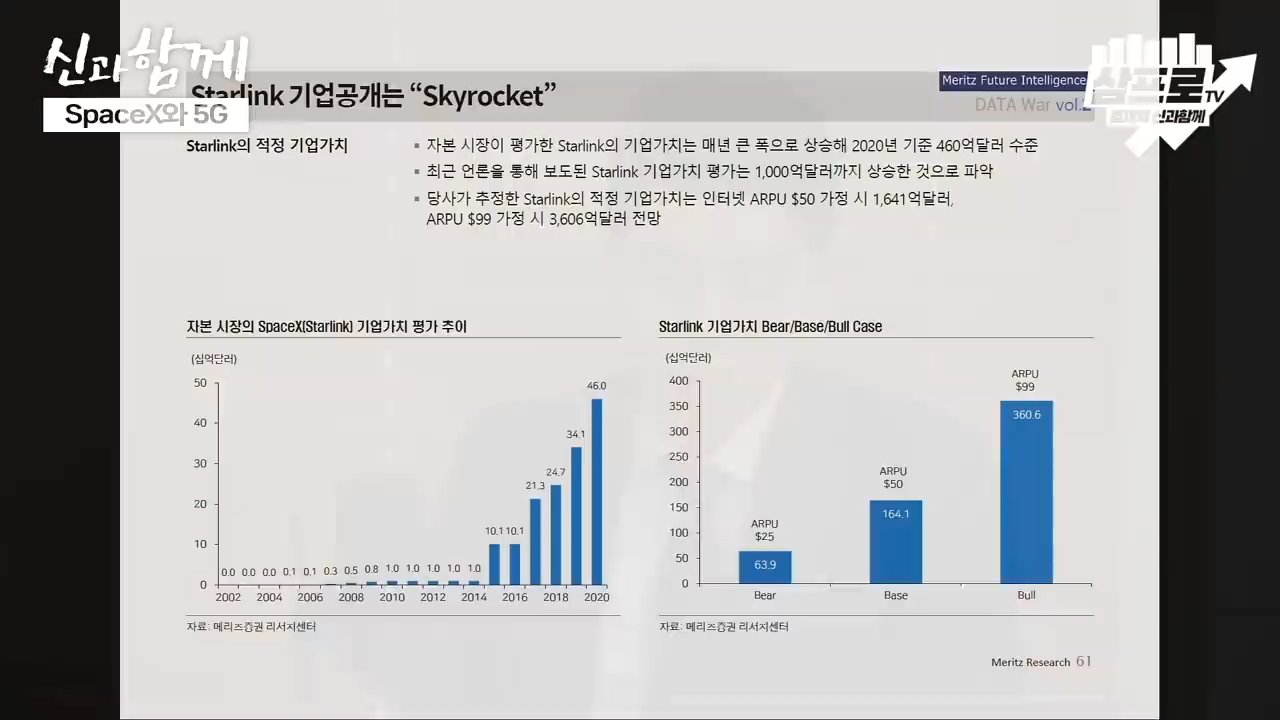 신과함께
SpaceX와 5G
삼프로TV
신과함께
Starlink 기업공개는 “Skyrocket”
Meritz Future Intelligence
DATA War vol.2
Starlink의 적정 기업가치
▪ 자본 시장이 평가한 Starlink의 기업가치는 매년 큰 폭으로 상승해 2020년 기준 460억달러 수준
▪ 최근 언론을 통해 보도된 Starlink 기업가치 평가는 1,000억달러까지 상승한 것으로 파악
▪ 당사가 추정한 Starlink의 적정 기업가치는 인터넷 ARPU $50 가정 시 1,641억달러,
ARPU $99 가정 시 3,606억달러 전망
자본 시장의 SpaceX(Starlink) 기업가치 평가 추이
(십억달러)
50
40
30
20
10
0
0.0 0.0 0.0 0.1 0.1 0.3 0.5 0.8 1.0 1.0 1.0 1.0 1.0 10.1 10.1 21.3 24.7 34.1 46.0
2002 2004 2006 2008 2010 2012 2014 2016 2018 2020
자료: 메리츠증권 리서치센터
Starlink 기업가치 Bear/Base/Bull Case
(십억달러)
400
350
300
250
200
150
100
50
0
ARPU
$25
63.9
ARPU
$50
164.1
ARPU
$99
360.6
Bear Base Bull
자료: 메리츠증권 리서치센터
Meritz Research 61